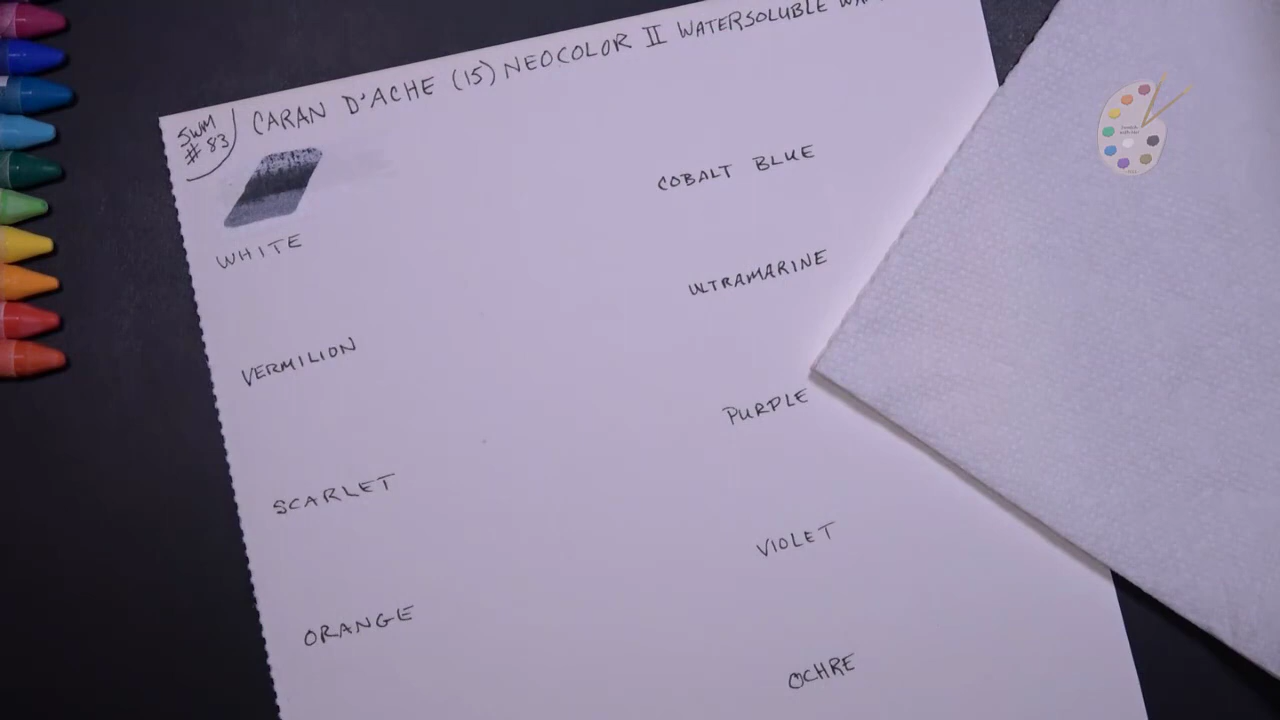 SWM
# 83
CARAN D'ACHE (15) NEOCOLOR II WATERSOLUBLE
WHITE
VERMILION
SCARLET
ORANGE
COBALT BLUE
ULTRAMARINE
PURPLE
VIOLET
OCHRE